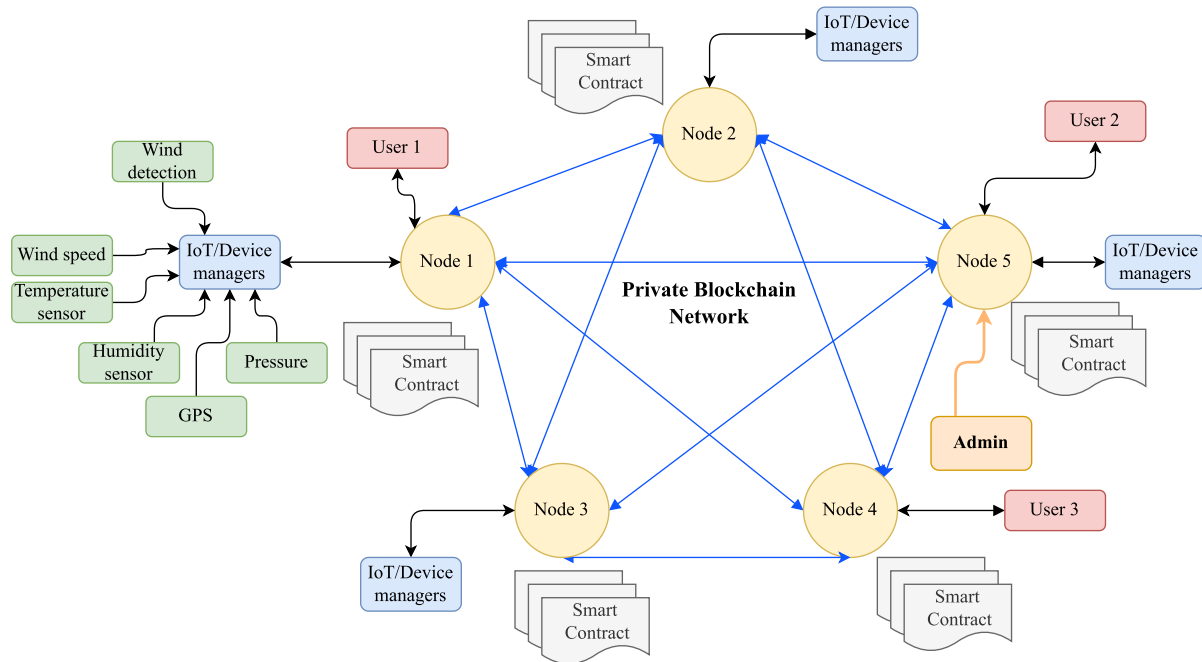 IoT/Device
managers
Smart
Contract
Node 2
User 2
User 1
Wind
detection
Wind speed
IoT/Device
managers
Temperature
sensor
Humidity
sensor
Pressure
GPS
Node 1
Smart
Contract
Private Blockchain
Network
Node 5
IoT/Device
managers
Smart
Contract
Admin
Node 3
Node 4
User 3
IoT/Device
managers
Smart
Contract
Smart
Contract